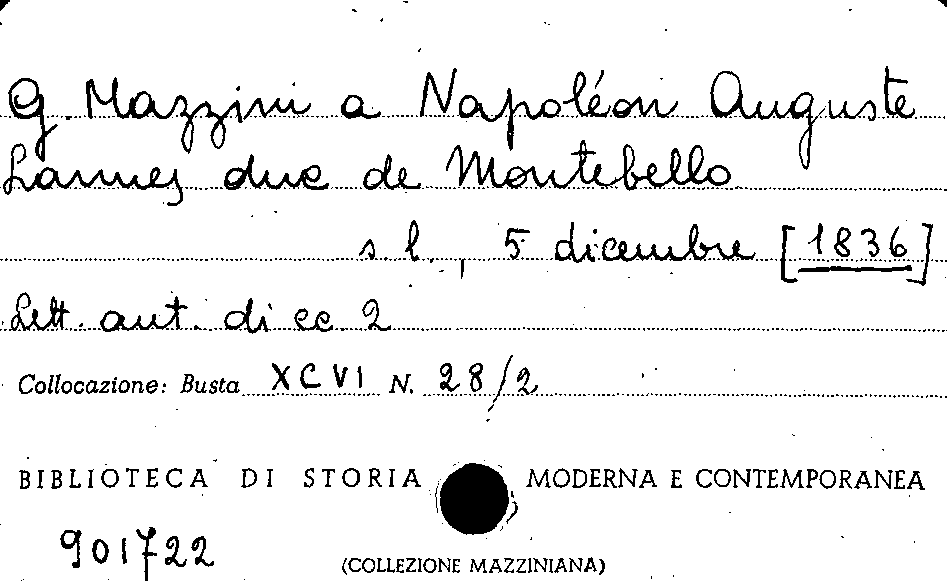 G. Mazzini a Napoléon Auguste
Lannes duc de Montebello
s. l., 5 dicembre [1836]
Lett. aut. di cc. 2
Collocazione: Busta XCVI N. 28/2
BIBLIOTECA DI STORIA MODERNA E CONTEMPORANEA
901722
(COLLEZIONE MAZZINIANA)